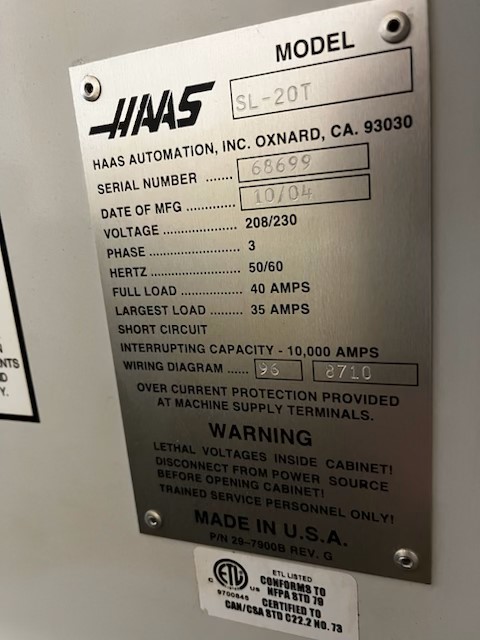 MODEL
HAAS
SL-20T
HAAS AUTOMATION, INC. OXNARD, CA. 93030
SERIAL NUMBER ...... 68699
DATE OF MFG ............ 10/04
VOLTAGE .................. 208/230
PHASE ...................... 3
HERTZ ...................... 50/60
FULL LOAD ............... 40 AMPS
LARGEST LOAD ......... 35 AMPS
SHORT CIRCUIT
INTERRUPTING CAPACITY - 10,000 AMPS
WIRING DIAGRAM ...... 96 8710
OVER CURRENT PROTECTION PROVIDED
AT MACHINE SUPPLY TERMINALS.
WARNING
LETHAL VOLTAGES INSIDE CABINET!
DISCONNECT FROM POWER SOURCE
BEFORE OPENING CABINET!
TRAINED SERVICE PERSONNEL ONLY!
MADE IN U.S.A.
P/N 29-7900B REV. G
ETL LISTED
CONFORMS TO
NFPA STD 79
CERTIFIED TO
CAN/CSA STD C22.2 NO. 73
C ETL US
9700845